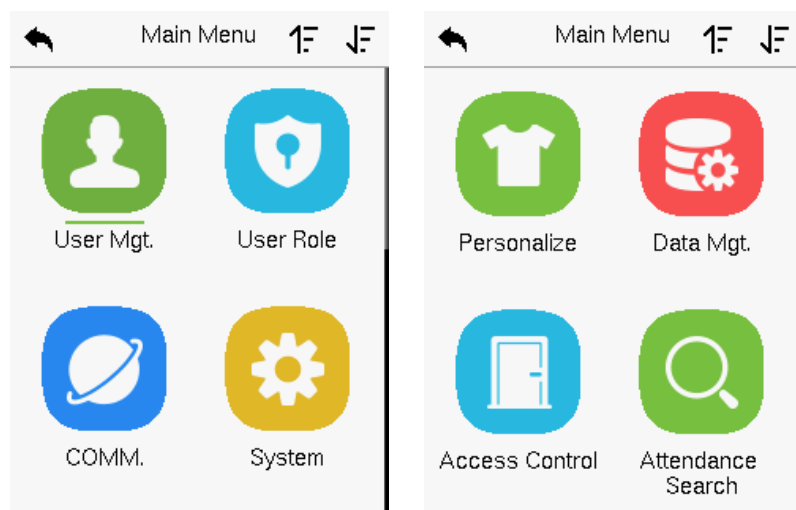 Main Menu
User Mgt.
User Role
COMM.
System
Main Menu
Personalize
Data Mgt.
Access Control
Attendance
Search